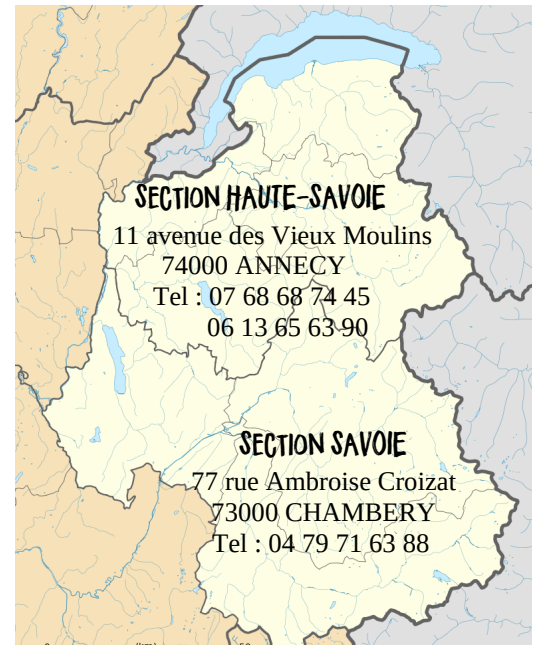 SECTION HAUTE-SAVOIE
11 avenue des Vieux Moulins
74000 ANNECY
Tel : 07 68 68 74 45
06 13 65 63 90
SECTION SAVOIE
77 rue Ambroise Croizat
73000 CHAMBERY
Tel : 04 79 71 63 88